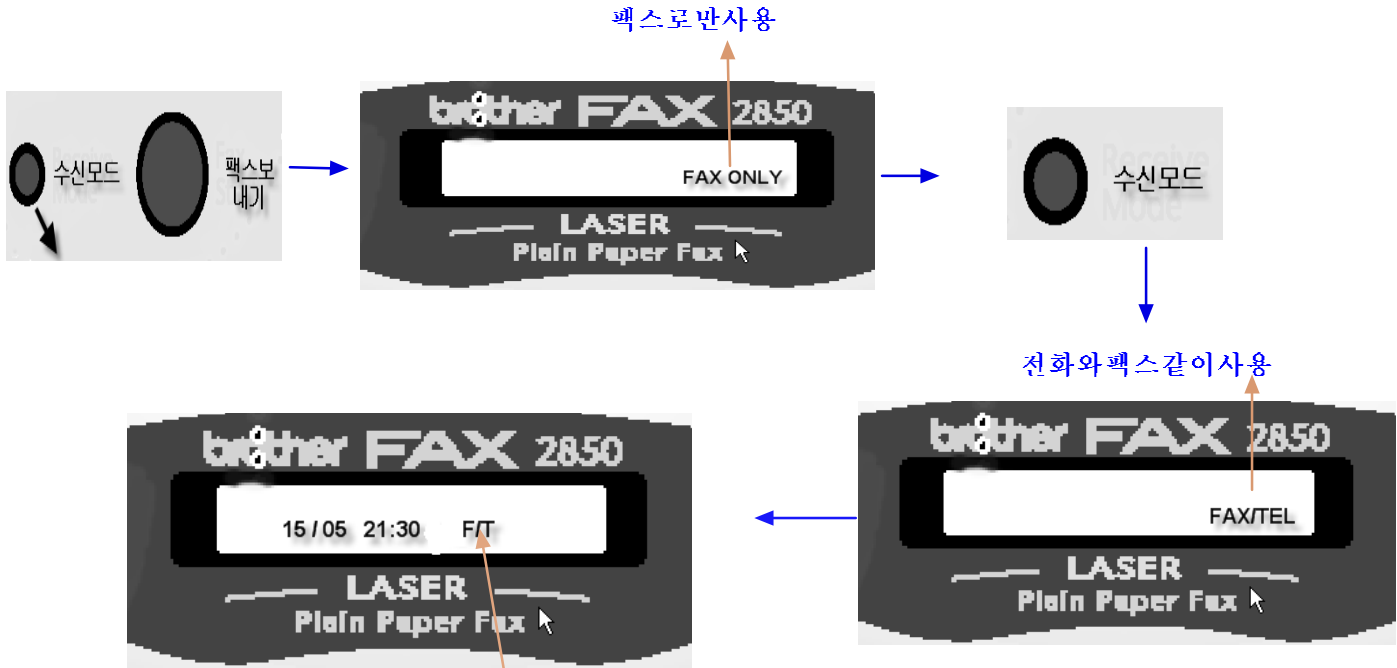 팩스로만사용
수신모드
팩스보
내기
brother FAX 2850
FAX ONLY
LASER
Plain Paper Fax
Receive
Mode
수신모드
전화와팩스같이사용
brother FAX 2850
FAX/TEL
LASER
Plain Paper Fax
brother FAX 2850
15 / 05 21:30 F/T
LASER
Plain Paper Fax